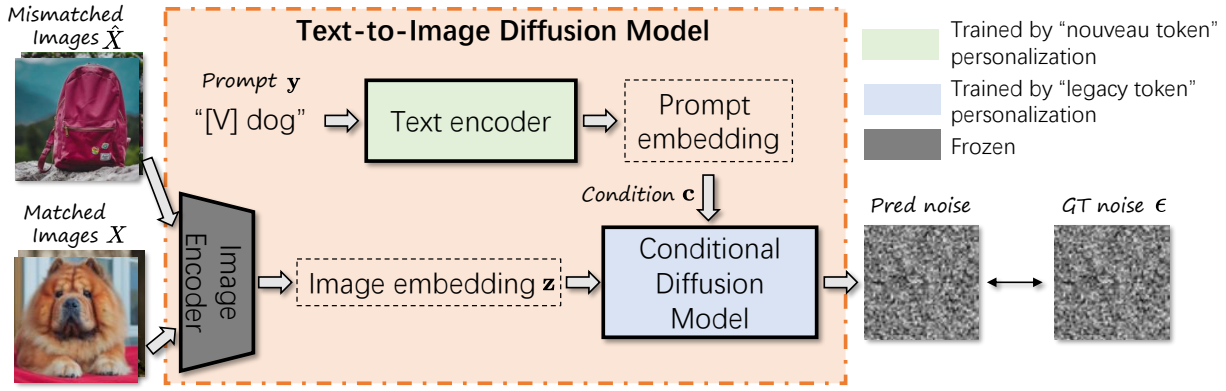 Mismatched
Images X̂
Text-to-Image Diffusion Model
Prompt y
"[V] dog"
Text encoder
Prompt
embedding
Condition c
Matched
Images X
Image
Encoder
Image embedding z
Conditional
Diffusion
Model
Trained by "nouveau token"
personalization
Trained by "legacy token"
personalization
Frozen
Pred noise
GT noise ϵ